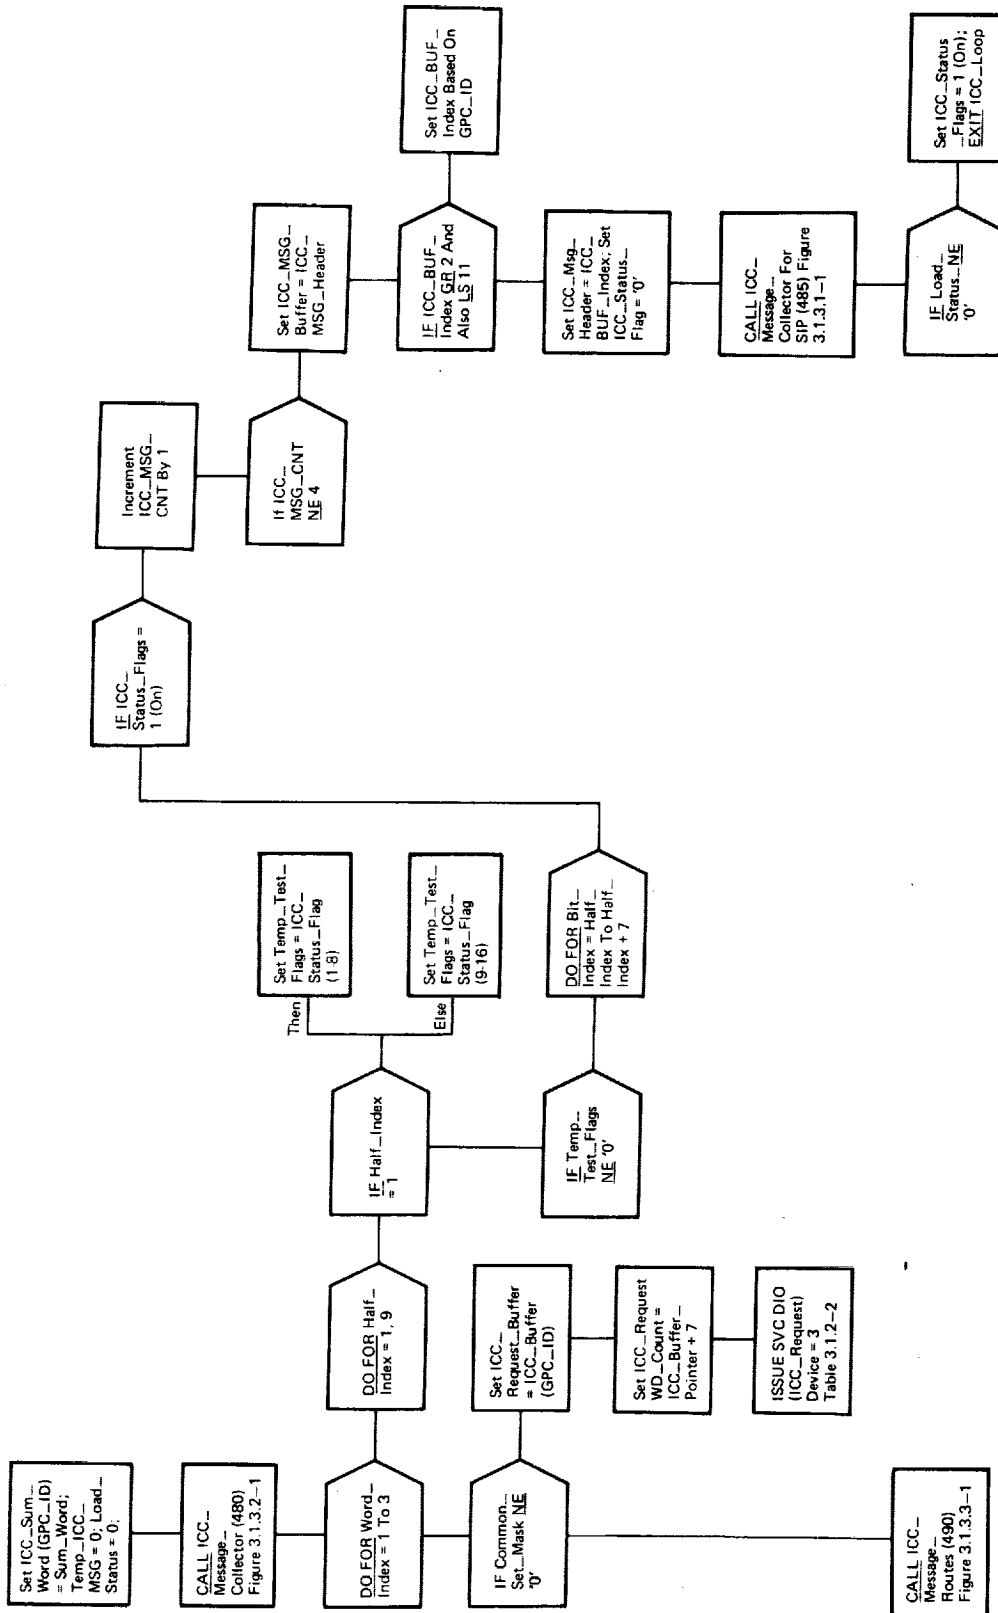 Set ICC_Sum_
Word (GPC_ID)
= Sum_Word;
Temp_ICC_
MSG = 0; Load_
Status = 0;
CALL ICC_
Message_
Collector (480)
Figure 3.1.3.2-1
DO FOR Word_
Index = 1 To 3
DO FOR Half_
Index = 1, 9
IF Half_Index
= 1
Then
Set Temp_Test_
Flags = ICC_
Status_Flag
(1-8)
Else
Set Temp_Test_
Flags = ICC_
Status_Flag
(9-16)
IF Temp_
Test_Flags
NE '0'
DO FOR Bit_
Index = Half_
Index To Half_
Index + 7
IF ICC_
Status_Flags =
1 (On)
Increment
ICC_MSG_
CNT By 1
If ICC_
MSG_CNT
NE 4
Set ICC_MSG_
Buffer = ICC_
MSG_Header
IF ICC_BUF_
Index GR 2 And
Also LS 11
Set ICC_BUF_
Index Based On
GPC_ID
Set ICC_Msg_
Header = ICC_
BUF_Index; Set
ICC_Status_
Flag = '0'
CALL ICC_
Message_
Collector For
SIP (485) Figure
3.1.3.1-1
IF Load_
Status_NE
'0'
Set ICC_Status
_Flags = 1 (On);
EXIT ICC_Loop
IF Common_
Set_Mask NE
'0'
Set ICC_
Request_Buffer
= ICC_Buffer
(GPC_ID)
Set ICC_Request
WD_Count =
ICC_Buffer_
Pointer + 7
ISSUE SVC DIO
(ICC_Request)
Device = 3
Table 3.1.2-2
CALL ICC_
Message_
Routes (490)
Figure 3.1.3.3-1